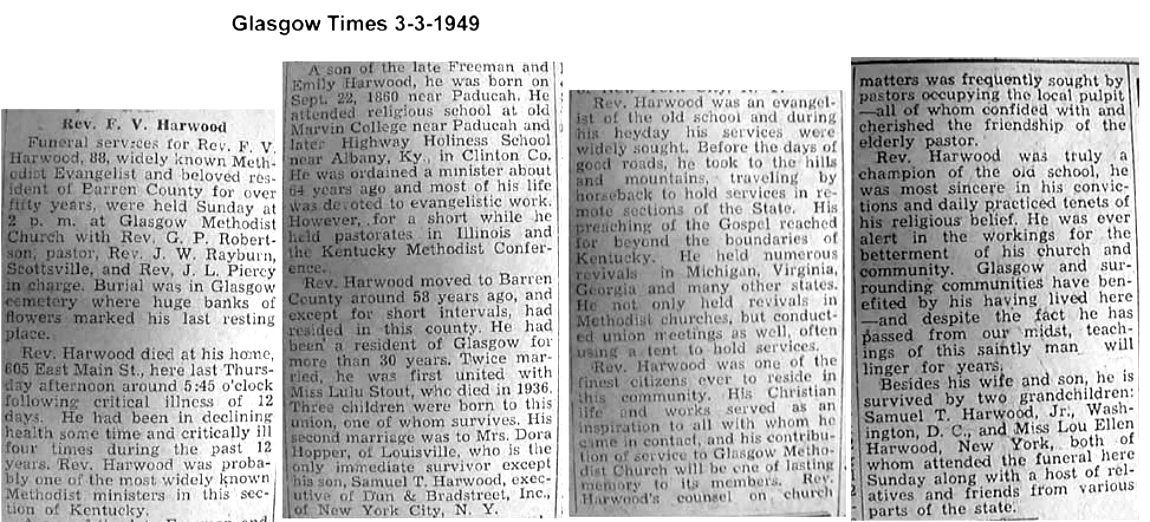 Glasgow Times 3-3-1949
Rev. F. V. Harwood
Funeral services for Rev. F. V.
Harwood, 88, widely known Meth-
odist Evangelist and beloved res-
ident of Barren County for over
fifty years, were held Sunday at
2 p. m. at Glasgow Methodist
Church with Rev. G. P. Robert-
son, pastor, Rev. J. W. Rayburn,
Scottsville, and Rev, J. L. Piercy
in charge. Burial was in Glasgow
cemetery where huge banks of
flowers marked his last resting
place.
Rev. Harwood died at his home,
605 East Main St., here last Thurs-
day afternoon around 5:45 o'clock
following critical illness of 12
days. He had been in declining
health some time and critically ill
four times during the past 12
years. Rev. Harwood was proba-
bly one of the most widely known
Methodist ministers in this sec-
tion of Kentucky.
A son of the late Freeman and
Emily Harwood, he was born on
Sept. 22, 1860 near Paducah. He
attended religious school at old
Marvin College near Paducah and
later Highway Holiness School
near Albany, Ky., in Clinton Co.
He was ordained a minister about
64 years ago and most of his life
was devoted to evangelistic work.
However, for a short while he
held pastorates in Illinois and
the Kentucky Methodist Confer-
ence.
Rev. Harwood moved to Barren
County around 58 years ago, and
except for short intervals, had
resided in this county. He had
been a resident of Glasgow for
more than 30 years. Twice mar-
ried, he was first united with
Miss Lulu Stout, who died in 1936.
Three children were born to this
union, one of whom survives. His
second marriage was to Mrs. Dora
Hopper, of Louisville, who is the
only immediate survivor except
his son, Samuel T. Harwood, exec-
utive of Dun & Bradstreet, Inc.,
of New York City, N. Y.
Rev. Harwood was an evangel-
ist of the old school and during
his heyday his services were
widely sought. Before the days of
good roads, he took to the hills
and mountains, traveling by
horseback to hold services in re-
mote sections of the State. His
preaching of the Gospel reached
for beyond the boundaries of
Kentucky. He held numerous
revivals in Michigan, Virginia,
Georgia and many other states.
He not only held revivals in
Methodist churches, but conduct-
ed union meetings as well, often
using a tent to hold services.
Rev. Harwood was one of the
finest citizens ever to reside in
this community. His Christian
life and works served as an
inspiration to all with whom he
came in contact, and his contribu-
tion of service to Glasgow Metho-
dist Church will be one of lasting
memory to its members. Rev.
Harwood's counsel on church
matters was frequently sought by
pastors occupying the local pulpit
—all of whom confided with and
cherished the friendship of the
elderly pastor.
Rev. Harwood was truly a
champion of the old school, he
was most sincere in his convic-
tions and daily practiced tenets of
his religious belief. He was ever
alert in the workings for the
betterment of his church and
community. Glasgow and sur-
rounding communities have ben-
efited by his having lived here
—and despite the fact he has
passed from our midst, teach-
ings of this saintly man will
linger for years.
Besides his wife and son, he is
survived by two grandchildren:
Samuel T. Harwood, Jr., Wash-
ington, D. C., and Miss Lou Ellen
Harwood, New York, both of
whom attended the funeral here
Sunday along with a host of rel-
atives and friends from various
parts of the state.